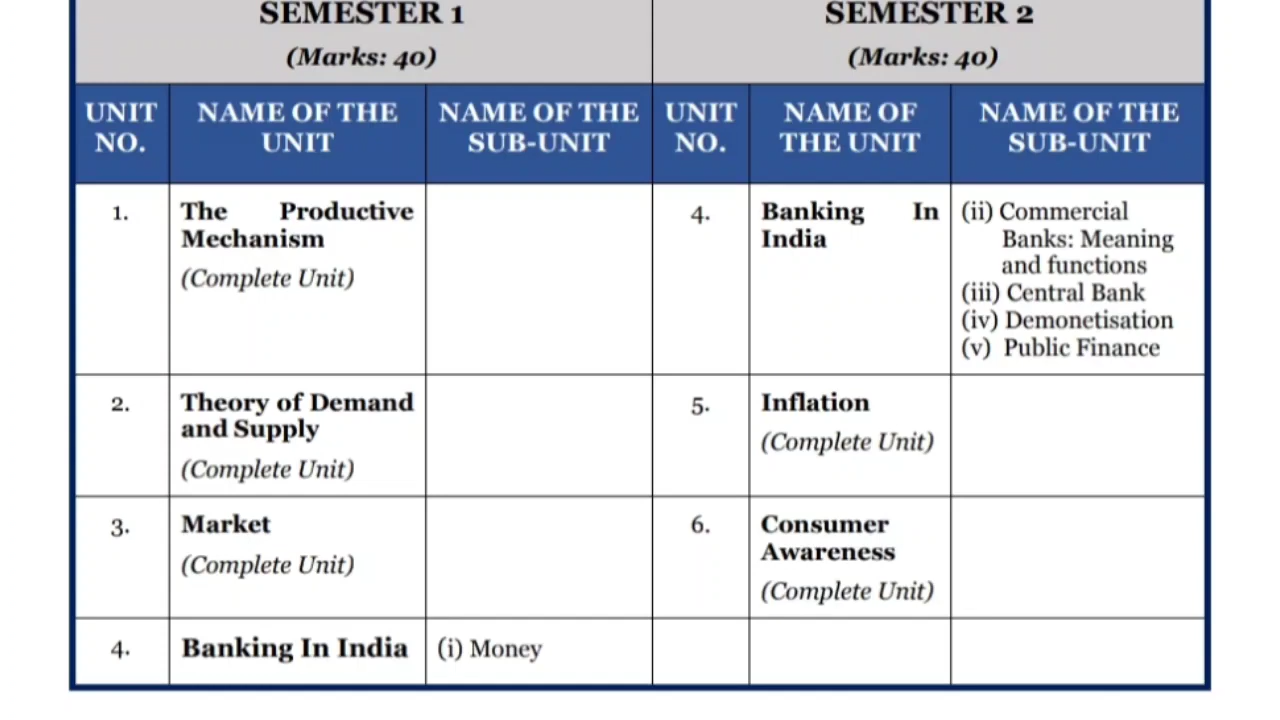 SEMESTER 1
(Marks: 40)
SEMESTER 2
(Marks: 40)
UNIT
NO.
NAME OF THE
UNIT
NAME OF THE
SUB-UNIT
UNIT
NO.
NAME OF
THE UNIT
NAME OF THE
SUB-UNIT
1.
The Productive
Mechanism
(Complete Unit)
4.
Banking In
India
(ii) Commercial
Banks: Meaning
and functions
(iii) Central Bank
(iv) Demonetisation
(v) Public Finance
2.
Theory of Demand
and Supply
(Complete Unit)
5.
Inflation
(Complete Unit)
3.
Market
(Complete Unit)
6.
Consumer
Awareness
(Complete Unit)
4.
Banking In India
(i) Money